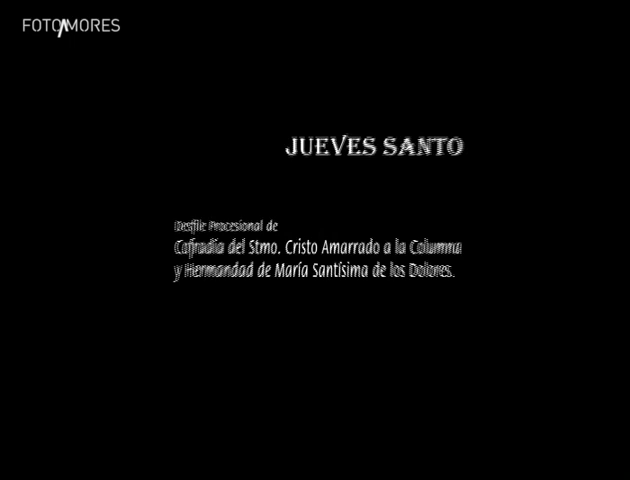 FOTOAMORES
JUEVES SANTO
Desfile Procesional de
Cofradía del Stmo. Cristo Amarrado a la Columna
y Hermandad de María Santísima de los Dolores.